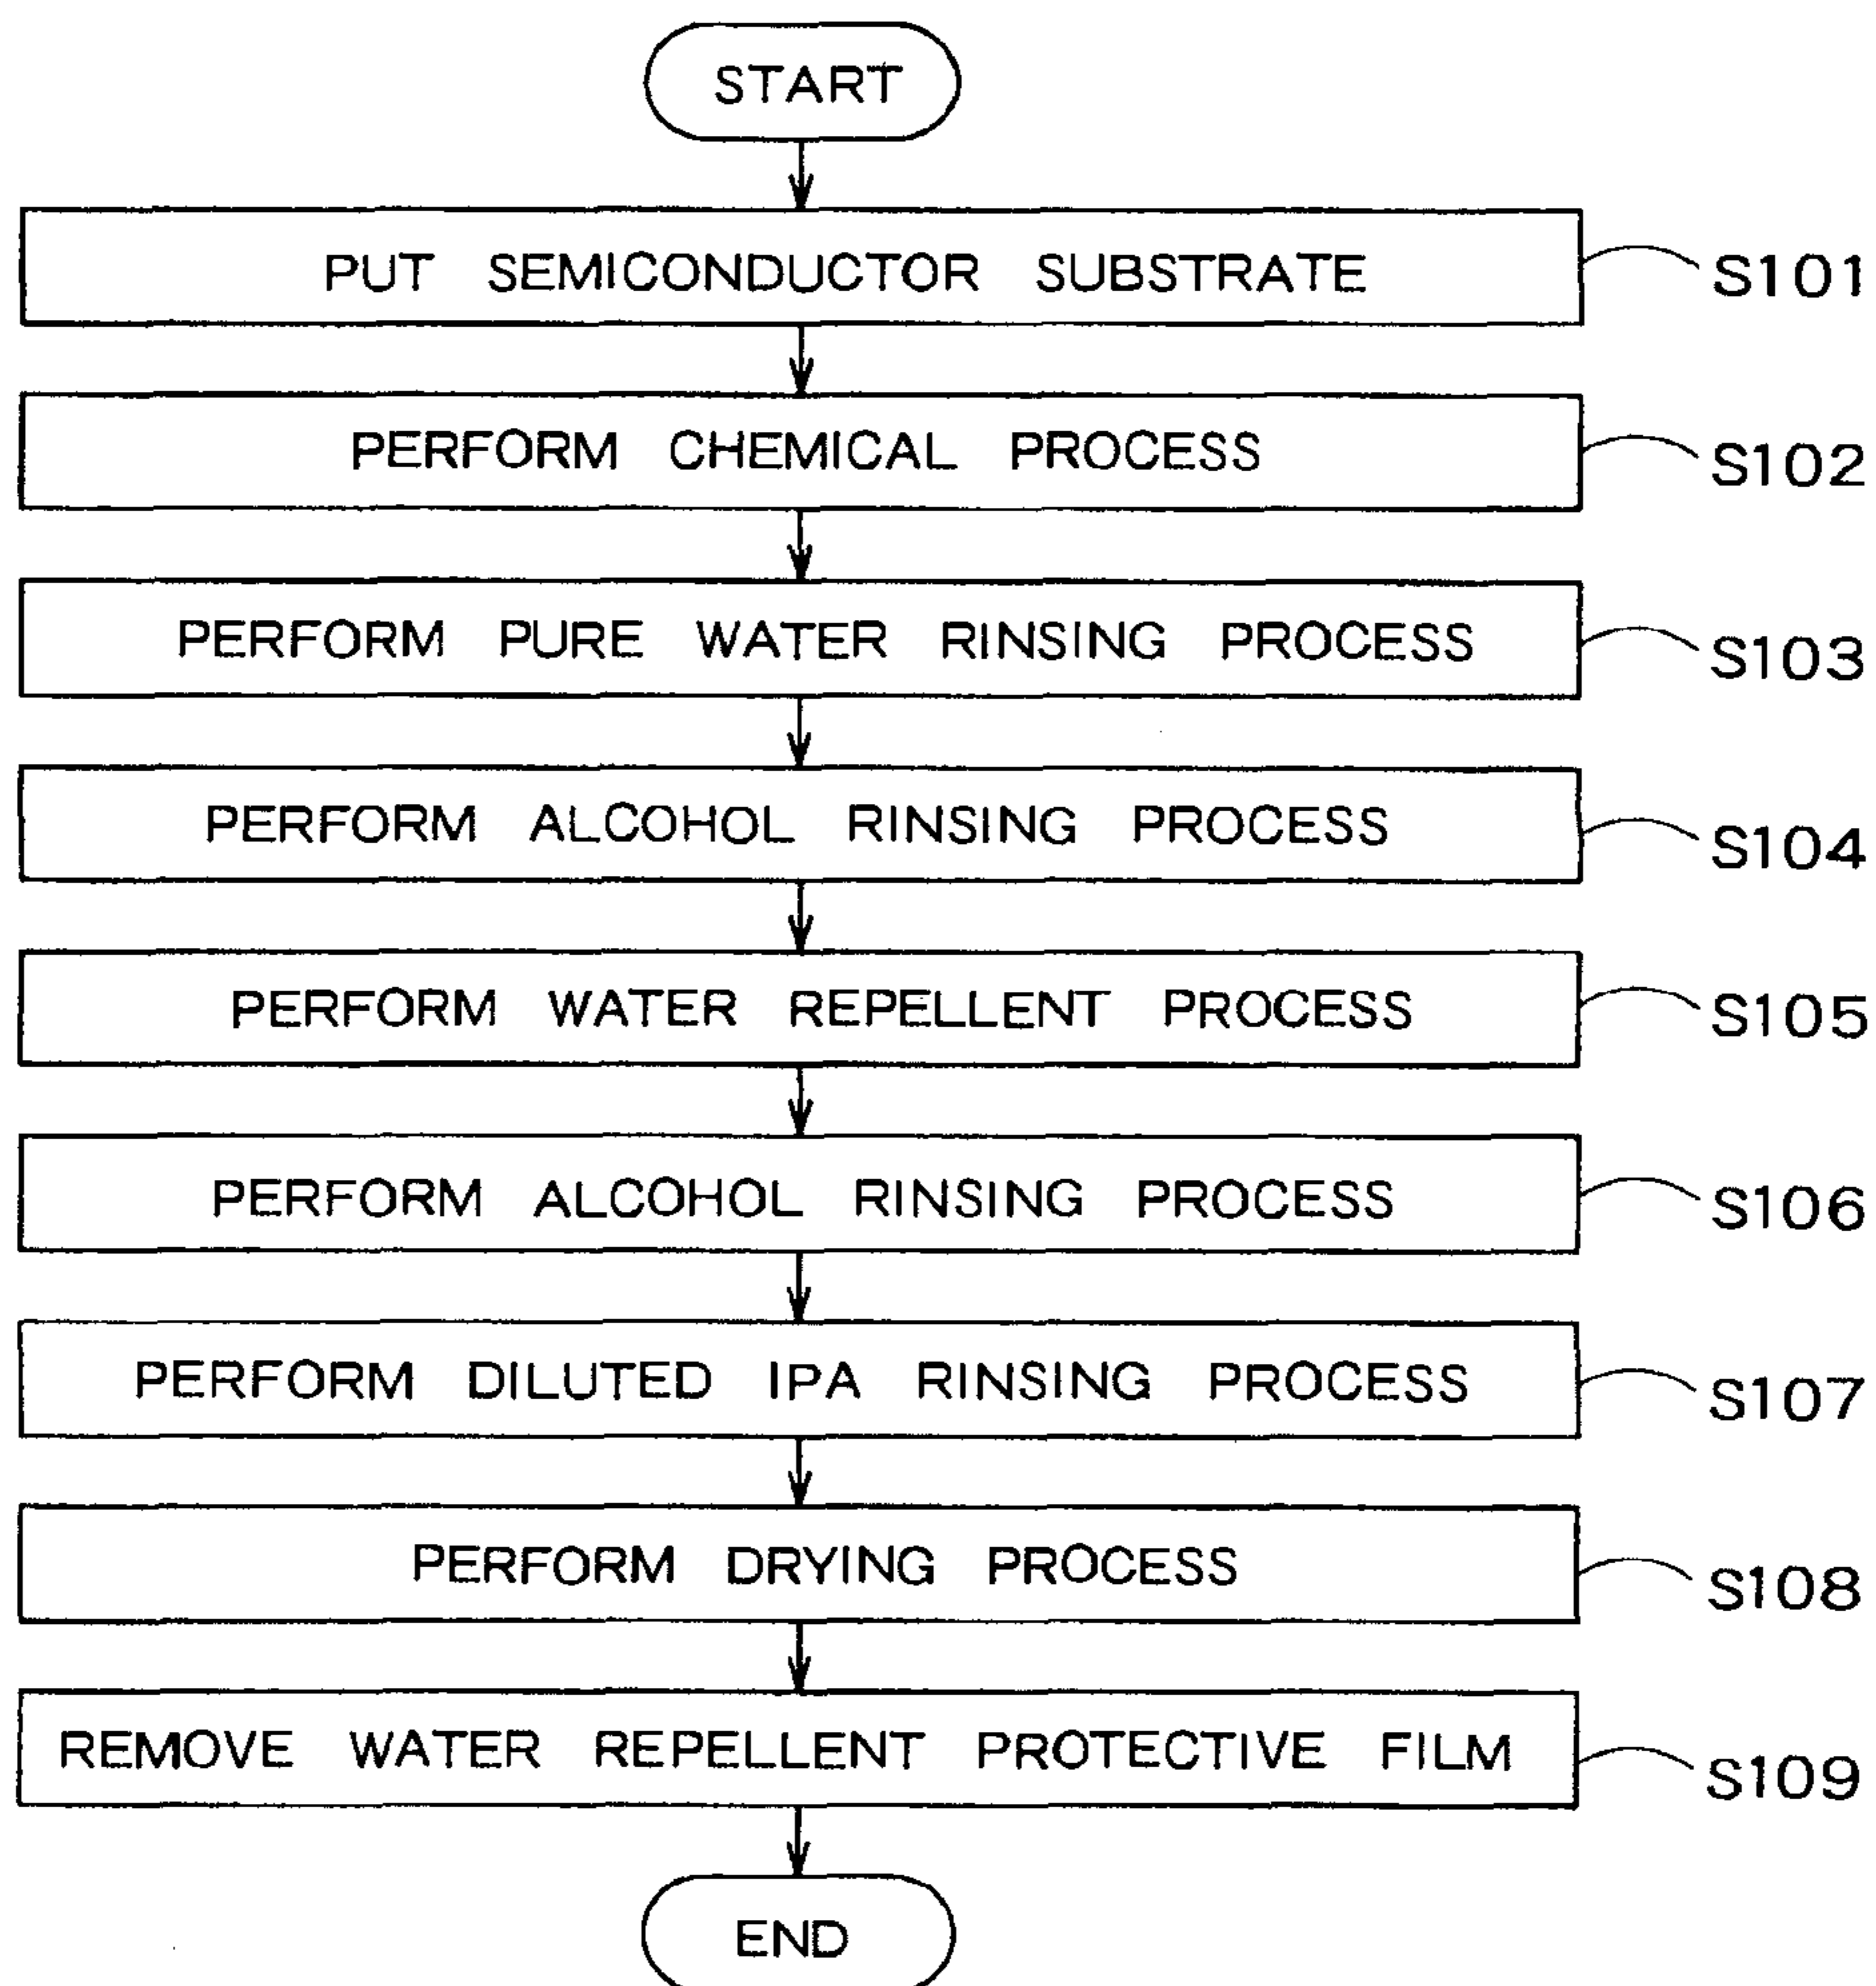 START
PUT SEMICONDUCTOR SUBSTRATE S101
PERFORM CHEMICAL PROCESS S102
PERFORM PURE WATER RINSING PROCESS S103
PERFORM ALCOHOL RINSING PROCESS S104
PERFORM WATER REPELLENT PROCESS S105
PERFORM ALCOHOL RINSING PROCESS S106
PERFORM DILUTED IPA RINSING PROCESS S107
PERFORM DRYING PROCESS S108
REMOVE WATER REPELLENT PROTECTIVE FILM S109
END